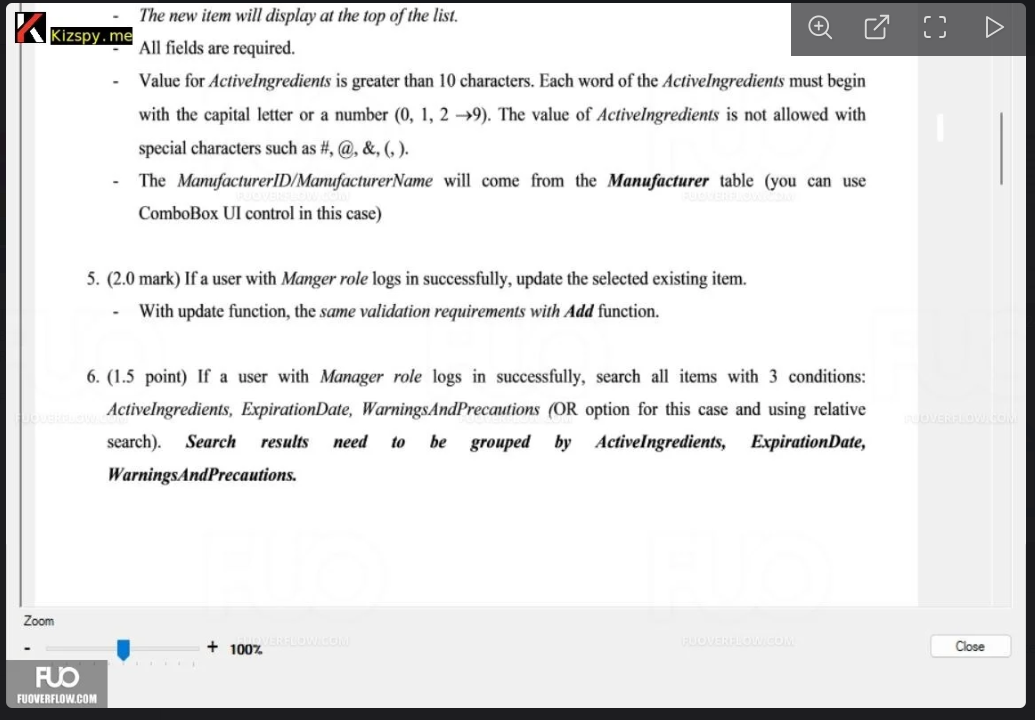 - The new item will display at the top of the list.
Kizspy.me
- All fields are required.
- Value for ActiveIngredients is greater than 10 characters. Each word of the ActiveIngredients must begin
with the capital letter or a number (0, 1, 2 →9). The value of ActiveIngredients is not allowed with
special characters such as #, @, &, (, ).
- The ManufacturerID/ManufacturerName will come from the Manufacturer table (you can use
ComboBox UI control in this case)
5. (2.0 mark) If a user with Manger role logs in successfully, update the selected existing item.
- With update function, the same validation requirements with Add function.
6. (1.5 point) If a user with Manager role logs in successfully, search all items with 3 conditions:
ActiveIngredients, ExpirationDate, WarningsAndPrecautions (OR option for this case and using relative
search). Search results need to be grouped by ActiveIngredients, ExpirationDate,
WarningsAndPrecautions.
Zoom
- + 100%
Close
FUO
FUOVERFLOW.COM